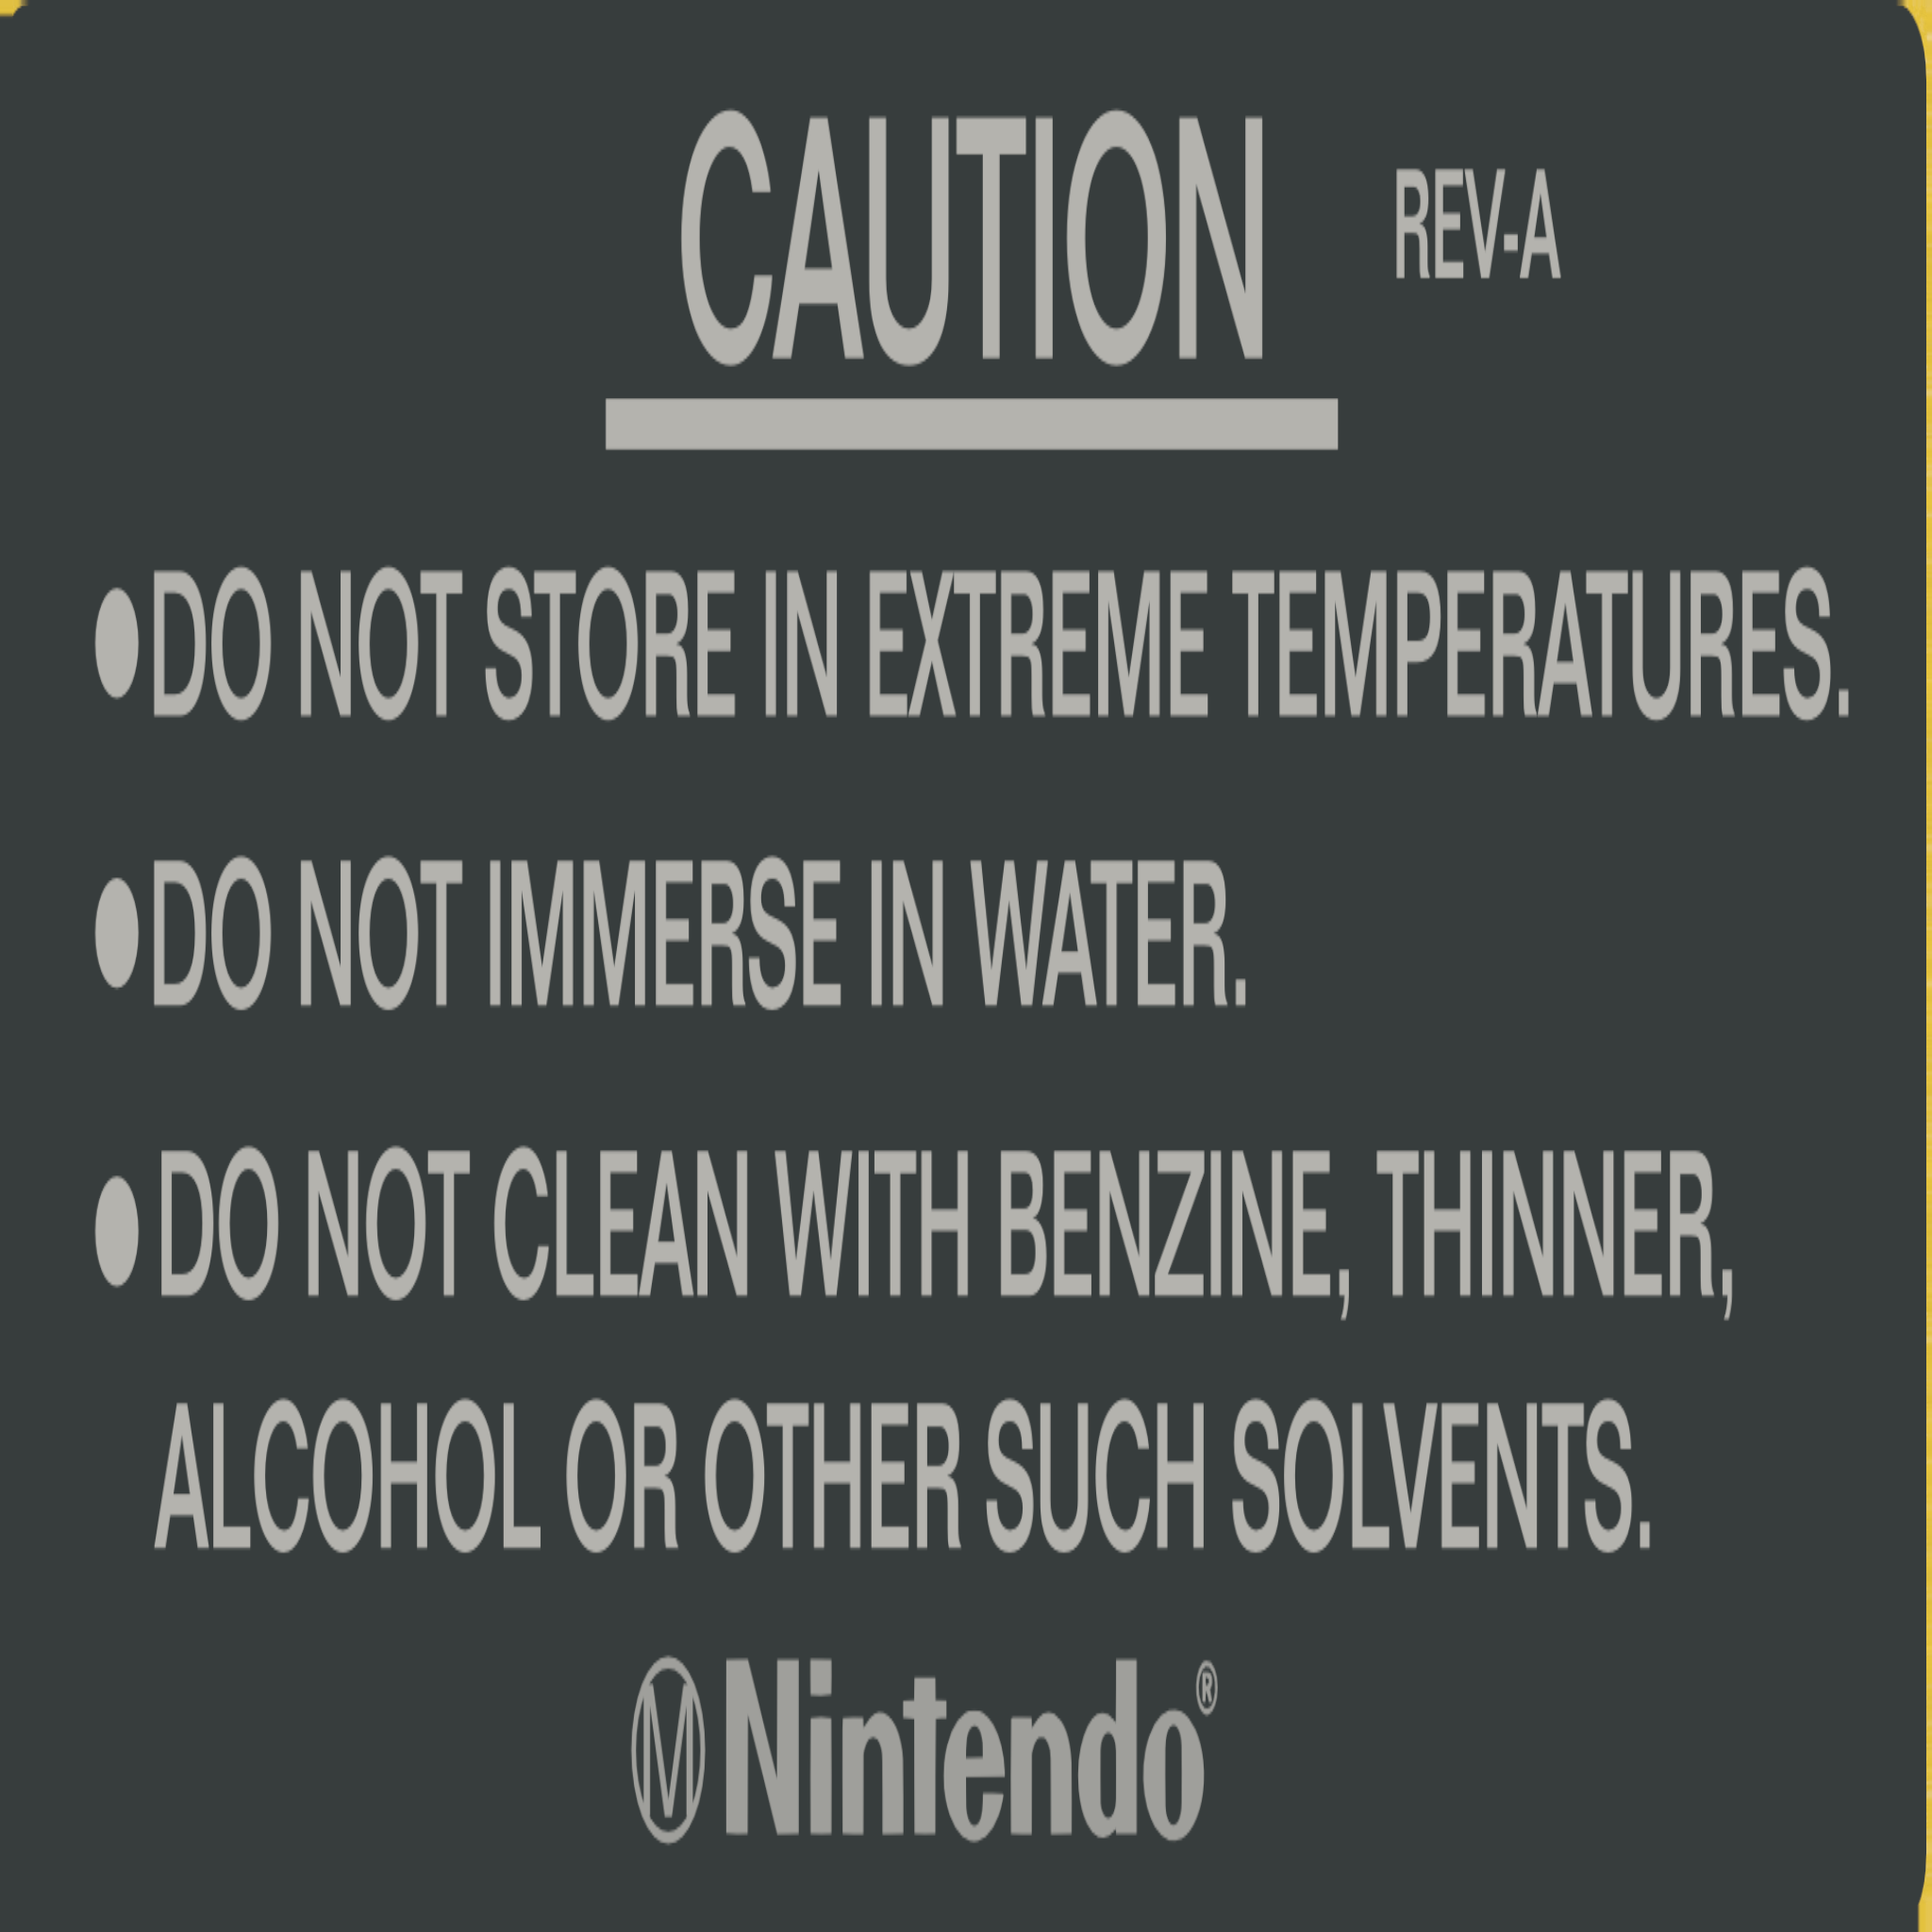 CAUTION REV-A
●DO NOT STORE IN EXTREME TEMPERATURES.
●DO NOT IMMERSE IN WATER.
●DO NOT CLEAN WITH BENZINE, THINNER,
ALCOHOL OR OTHER SUCH SOLVENTS.
Ⓜ Nintendo®